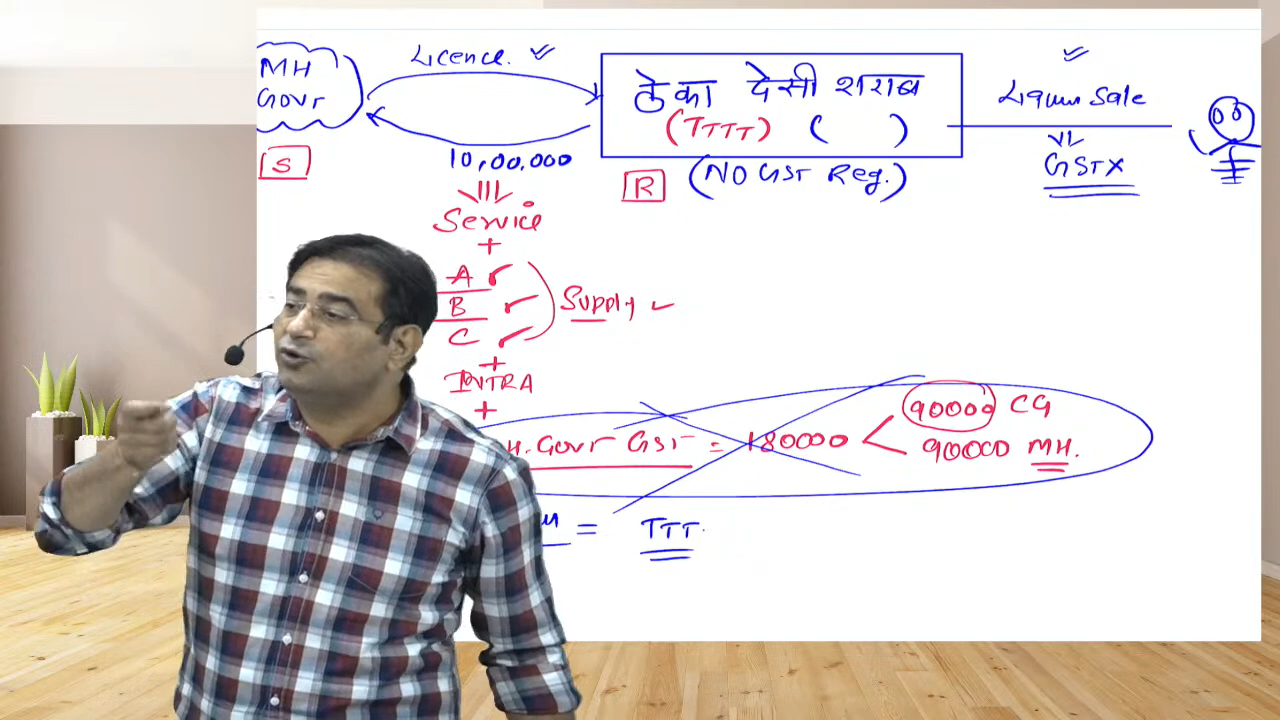 MH
Govr
Licence.
10,00,000
S
ठेका देसी शराब
(TTTT) ( )
R
(NO GST Reg.)
Liquor Sale
GST X
Service
+
A
B
C
Supply
+
INTRA
+
H. Govr GST = 180000
90000 CG
90000 MH.
= TTT.